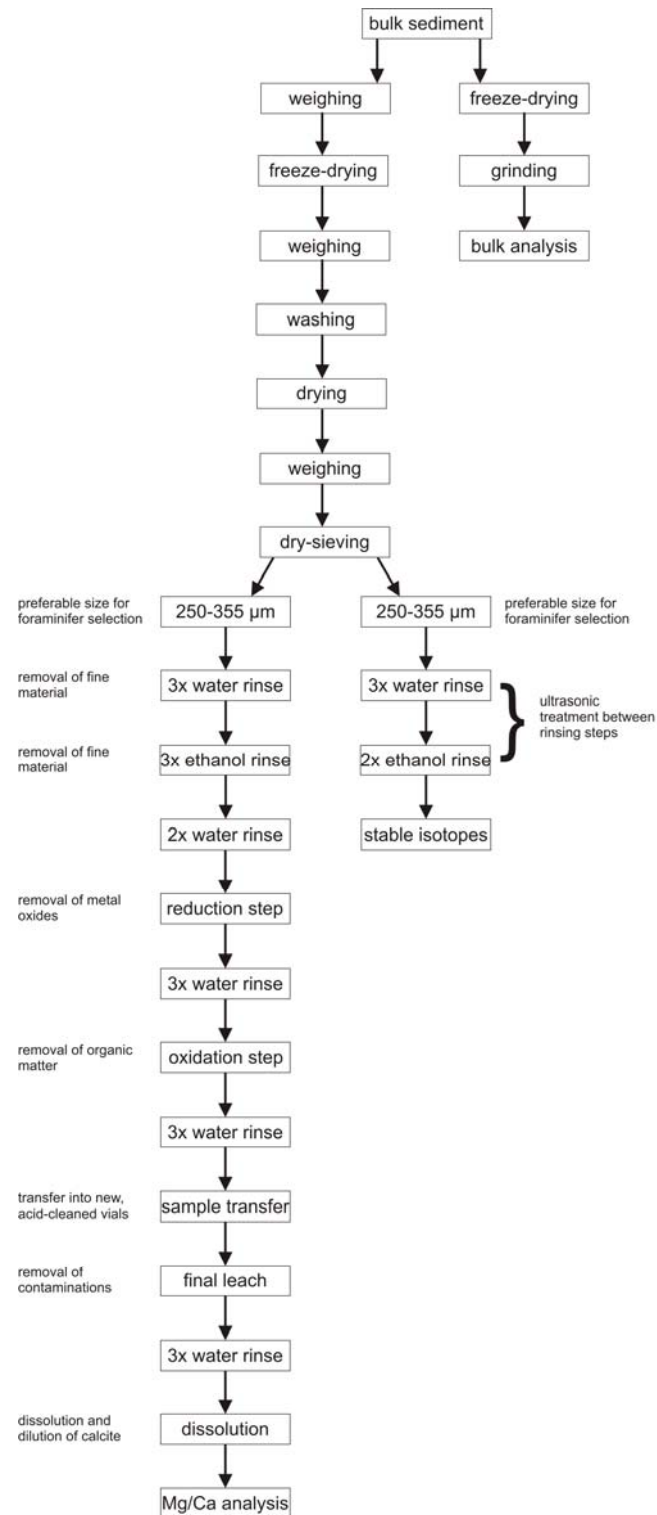 bulk sediment
weighing
freeze-drying
freeze-drying
grinding
weighing
bulk analysis
washing
drying
weighing
dry-sieving
preferable size for
foraminifer selection
250-355 µm
250-355 µm
preferable size for
foraminifer selection
removal of fine
material
3x water rinse
3x water rinse
ultrasonic
treatment between
rinsing steps
removal of fine
material
3x ethanol rinse
2x ethanol rinse
2x water rinse
stable isotopes
removal of metal
oxides
reduction step
3x water rinse
removal of organic
matter
oxidation step
3x water rinse
transfer into new,
acid-cleaned vials
sample transfer
removal of
contaminations
final leach
3x water rinse
dissolution and
dilution of calcite
dissolution
Mg/Ca analysis